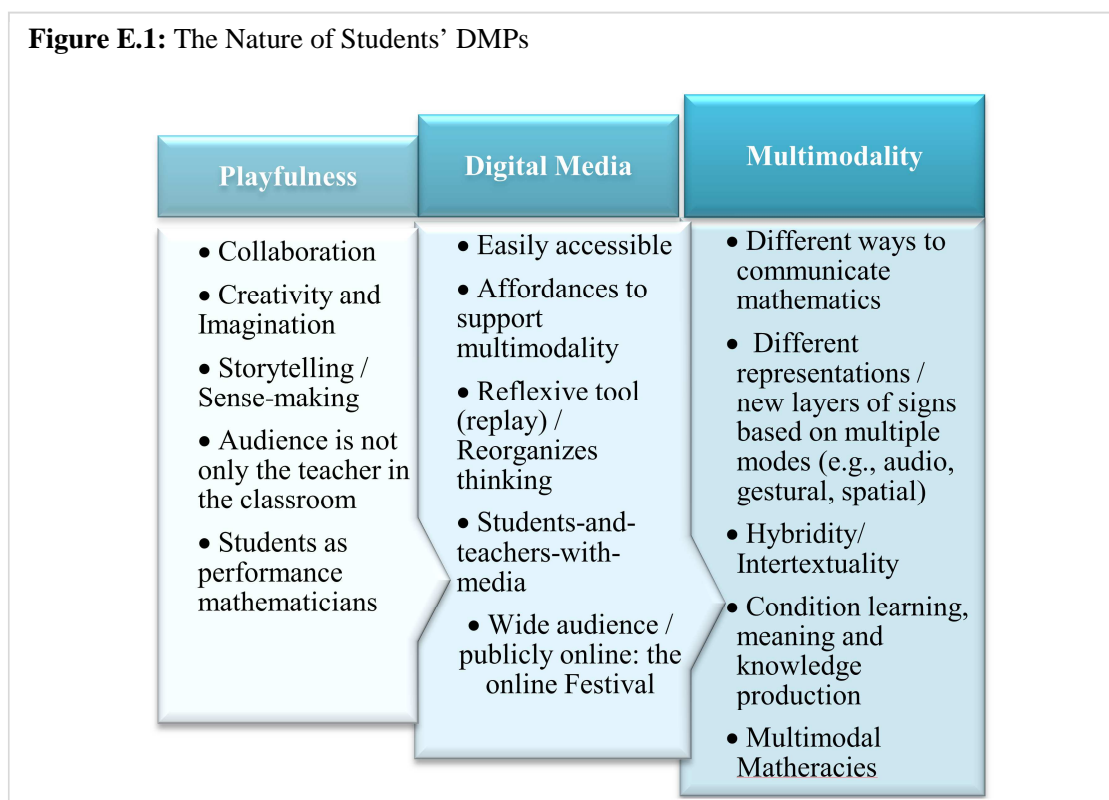 Figure E.1: The Nature of Students’ DMPs
Playfulness
• Collaboration
• Creativity and
Imagination
• Storytelling /
Sense-making
• Audience is not
only the teacher in
the classroom
• Students as
performance
mathematicians
Digital Media
• Easily accessible
• Affordances to
support
multimodality
• Reflexive tool
(replay) /
Reorganizes
thinking
• Students-and-
teachers-with-
media
• Wide audience /
publicly online: the
online Festival
Multimodality
• Different ways to
communicate
mathematics
• Different
representations /
new layers of signs
based on multiple
modes (e.g., audio,
gestural, spatial)
• Hybridity/
Intertextuality
• Condition learning,
meaning and
knowledge
production
• Multimodal
Matheracies